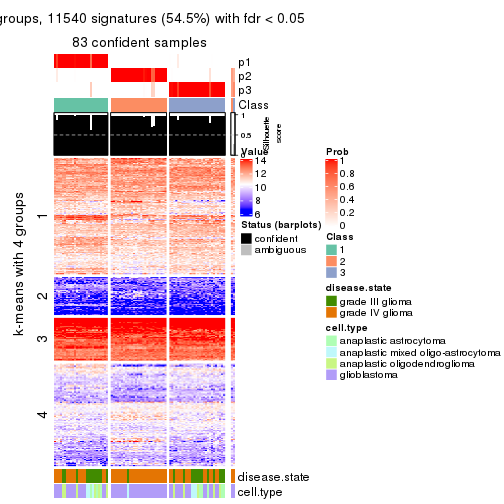 groups, 11540 signatures (54.5%) with fdr < 0.05
83 confident samples
p1
p2
p3
Class
1
0.5
0
Silhouette
score
k-means with 4 groups
1
2
3
4
disease.state
cell.type
Value
14
12
10
8
6
Status (barplots)
confident
ambiguous
Prob
1
0.8
0.6
0.4
0.2
0
Class
1
2
3
disease.state
grade III glioma
grade IV glioma
cell.type
anaplastic astrocytoma
anaplastic mixed oligo-astrocytoma
anaplastic oligodendroglioma
glioblastoma